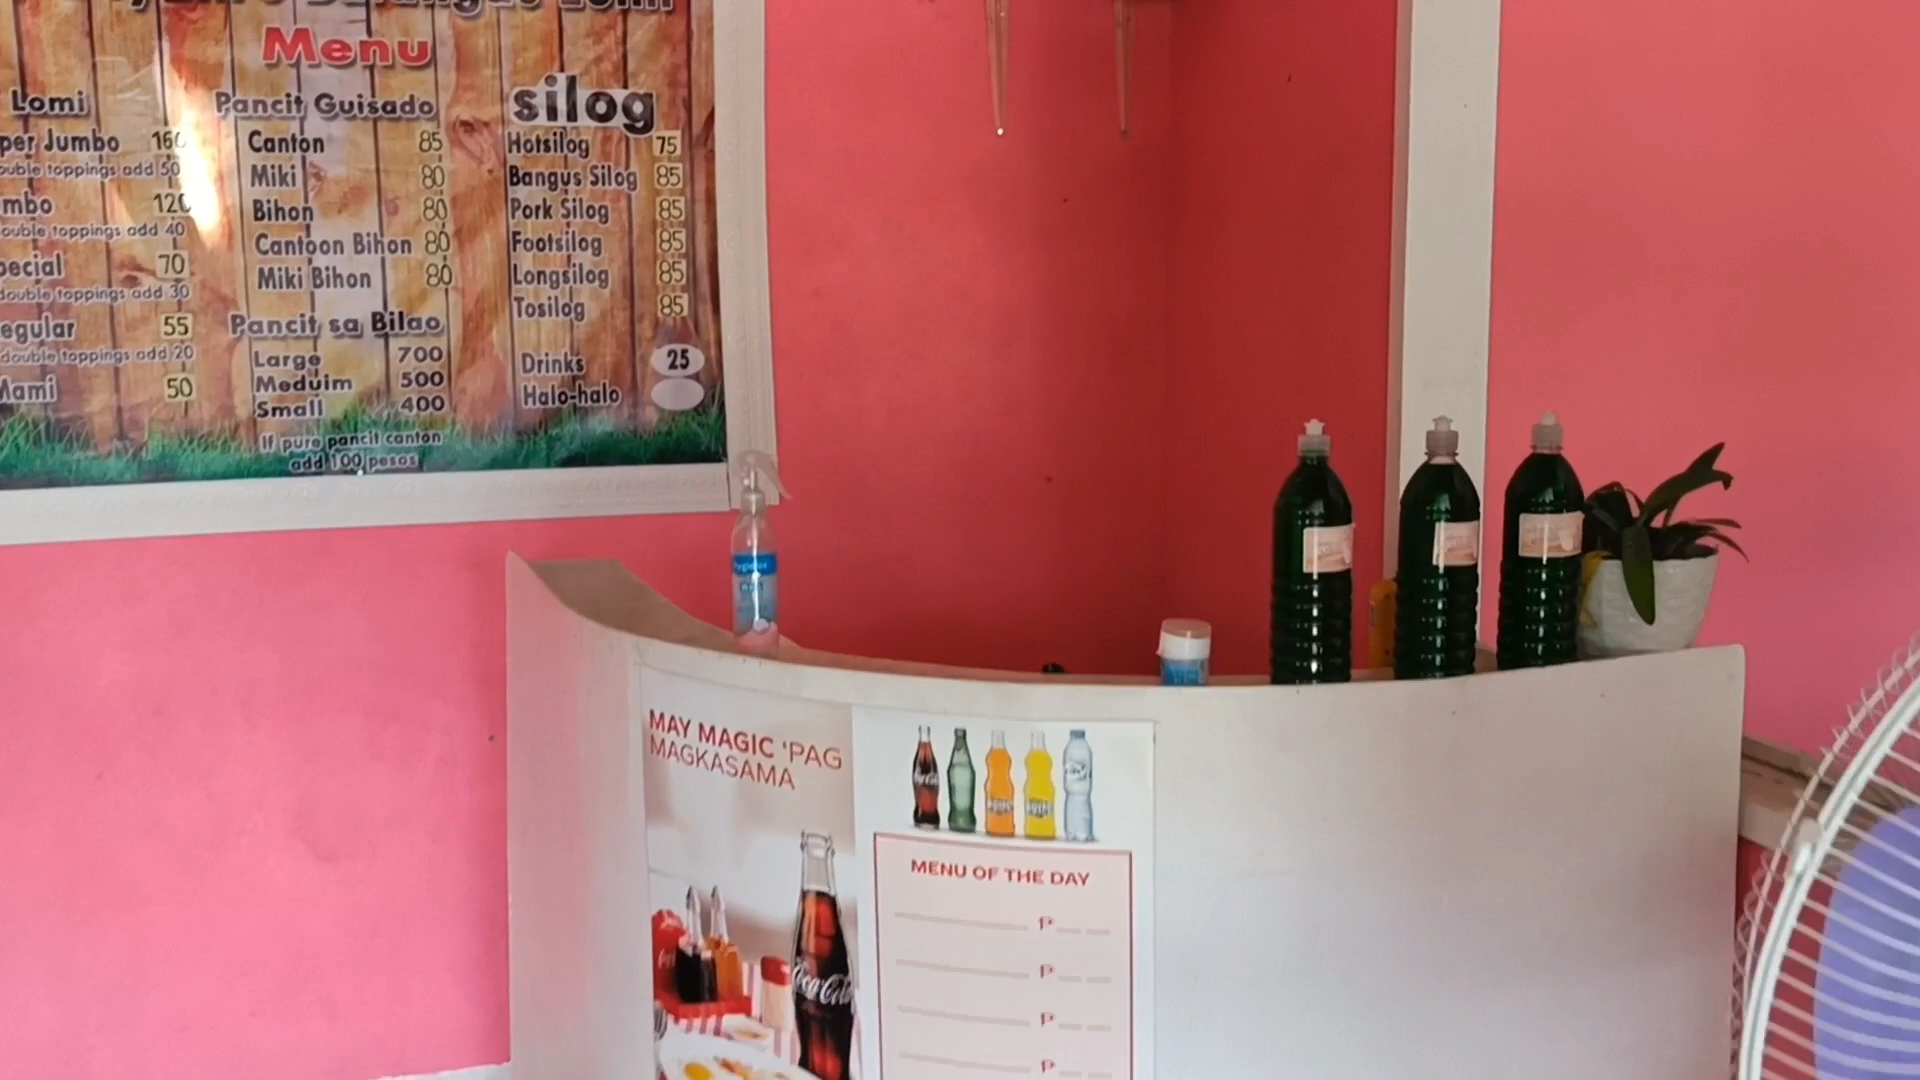 Menu
Lomi
per Jumbo 160
ouble toppings add 50
mbo 120
ouble toppings add 40
pecial 70
double toppings add 30
egular 55
double toppings add 20
Mami 50
Pancit Guisado
Canton 85
Miki 80
Bihon 80
Cantoon Bihon 80
Miki Bihon 80
Pancit sa Bilao
Large 700
Meduim 500
Small 400
If pure pancit canton
add 100 pesos
silog
Hotsilog 75
Bangus Silog 85
Pork Silog 85
Footsilog 85
Longsilog 85
Tosilog 85
Drinks 25
Halo-halo
MAY MAGIC 'PAG
MAGKASAMA
Coca-Cola
MENU OF THE DAY
₱
₱
₱
₱